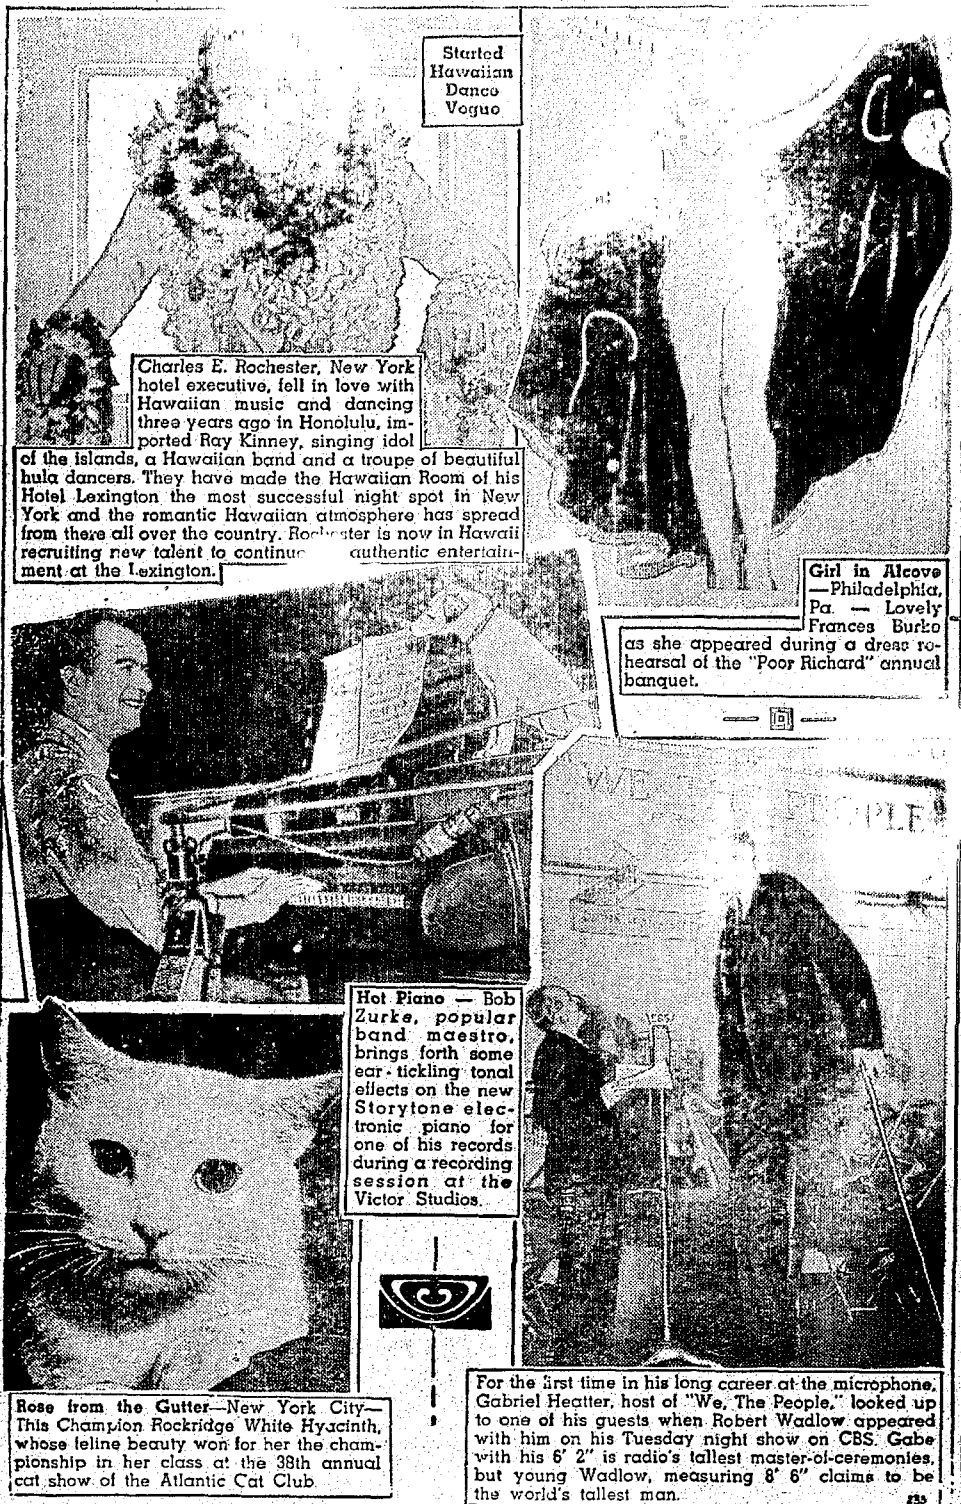 Started
Hawaiian
Dance
Vogue
Charles E. Rochester, New York
hotel executive, fell in love with
Hawaiian music and dancing
three years ago in Honolulu, im-
ported Ray Kinney, singing idol
of the islands, a Hawaiian band and a troupe of beautiful
hula dancers. They have made the Hawaiian Room of his
Hotel Lexington the most successful night spot in New
York and the romantic Hawaiian atmosphere has spread
from there all over the country. Rochester is now in Hawaii
recruiting new talent to continue authentic entertain-
ment at the Lexington.
Girl in Alcove
—Philadelphia,
Pa. — Lovely
Frances Burko
as she appeared during a dress re-
hearsal of the "Poor Richard" annual
banquet.
WE THE PEOPLE
CBS
Hot Piano — Bob
Zurke, popular
band maestro,
brings forth some
ear-tickling tonal
effects on the new
Storytone elec-
tronic piano for
one of his records
during a recording
session at the
Victor Studios.
Rose from the Gutter—New York City—
This Champion Rockridge White Hyacinth,
whose feline beauty won for her the cham-
pionship in her class at the 38th annual
cat show of the Atlantic Cat Club
For the first time in his long career at the microphone,
Gabriel Heatter, host of "We, The People," looked up
to one of his guests when Robert Wadlow appeared
with him on his Tuesday night show on CBS. Gabe
with his 6' 2" is radio's tallest master-of-ceremonies,
but young Wadlow, measuring 8' 6" claims to be
the world's tallest man.
235